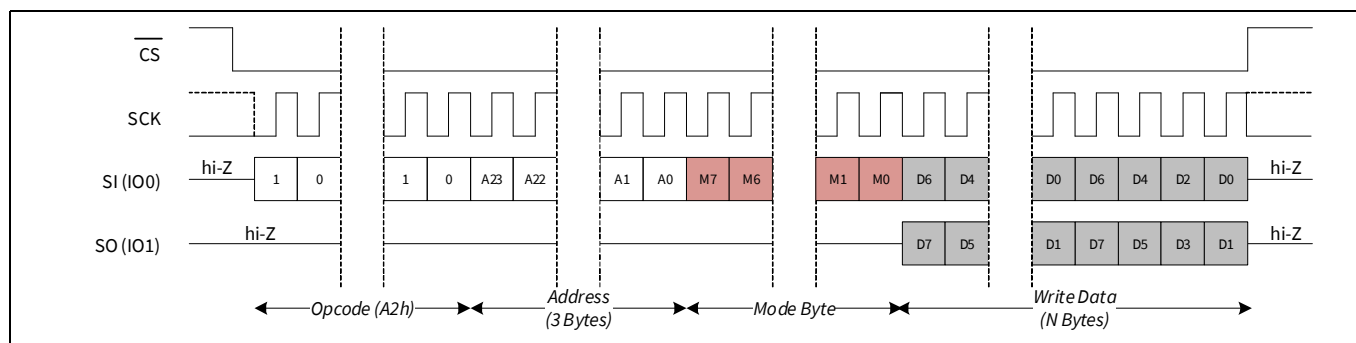 CS
SCK
hi-Z
SI (IO0)
1 0 1 0 A23 A22 A1 A0 M7 M6 M1 M0 D6 D4 D0 D6 D4 D2 D0
hi-Z
hi-Z
SO (IO1)
D7 D5 D1 D7 D5 D3 D1
hi-Z
Opcode (A2h)
Address
(3 Bytes)
Mode Byte
Write Data
(N Bytes)